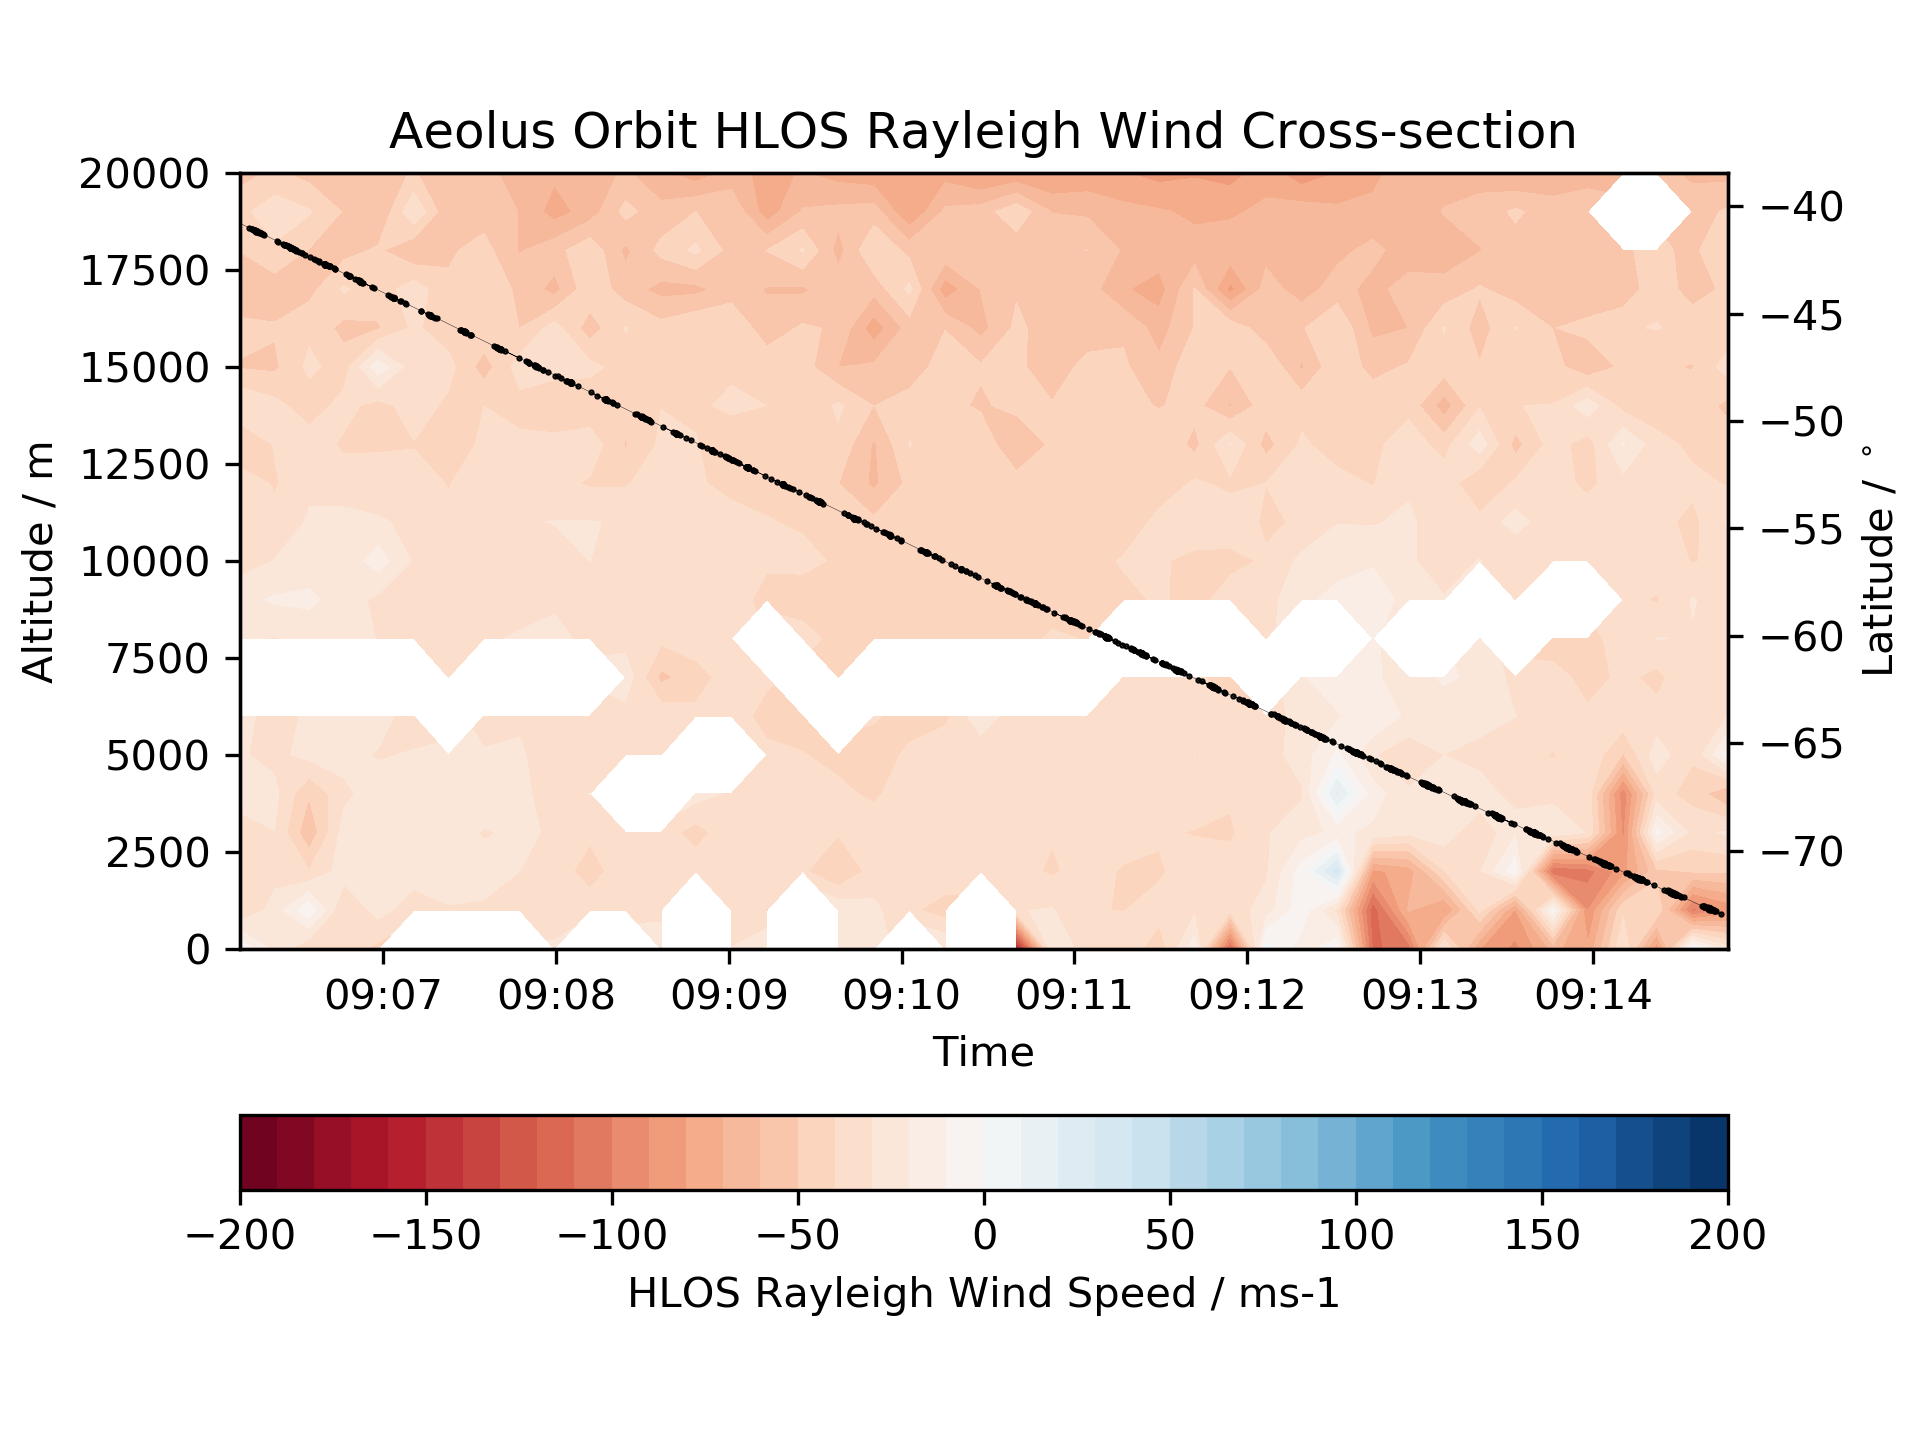 Aeolus Orbit HLOS Rayleigh Wind Cross-section
20000
17500
15000
12500
10000
7500
5000
2500
0
Altitude / m
−40
−45
−50
−55
−60
−65
−70
Latitude / °
09:07 09:08 09:09 09:10 09:11 09:12 09:13 09:14
Time
−200 −150 −100 −50 0 50 100 150 200
HLOS Rayleigh Wind Speed / ms-1